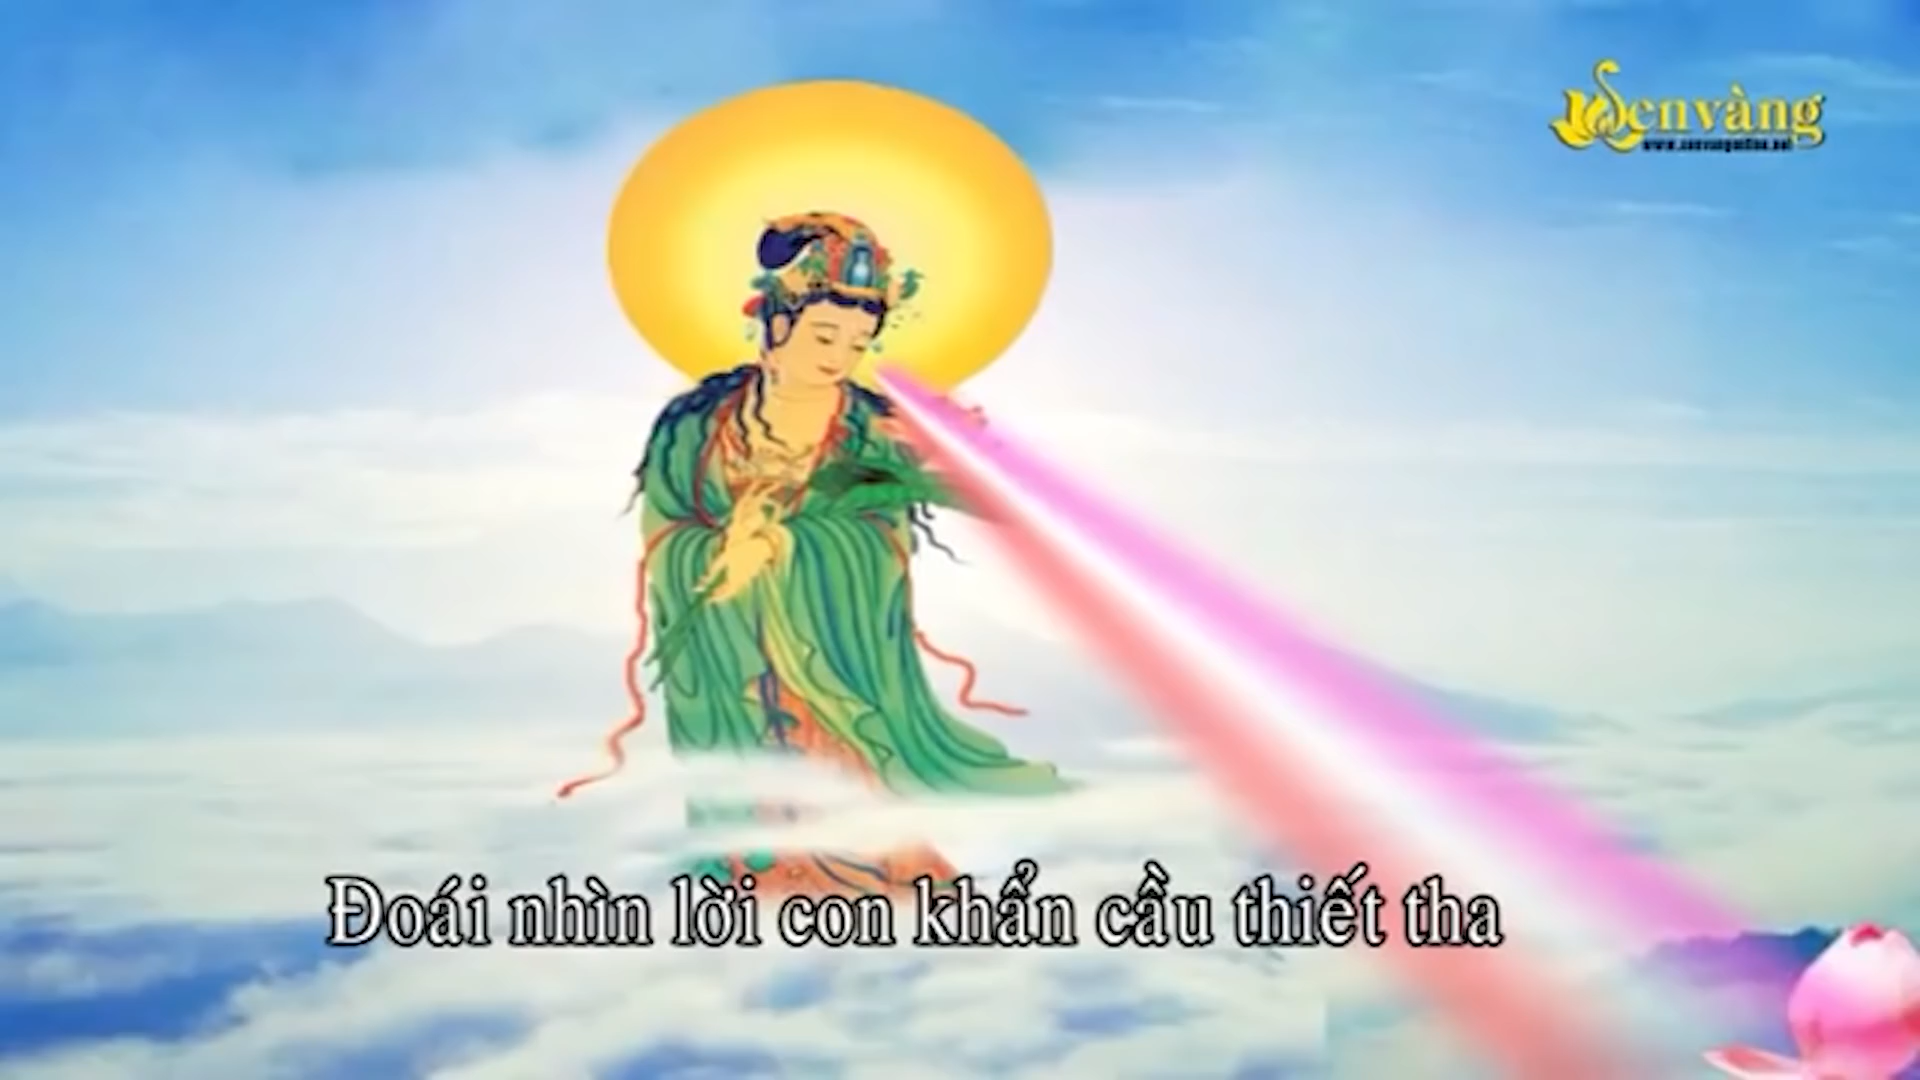 Senvàng
Đoái nhìn lời con khẩn cầu thiết tha